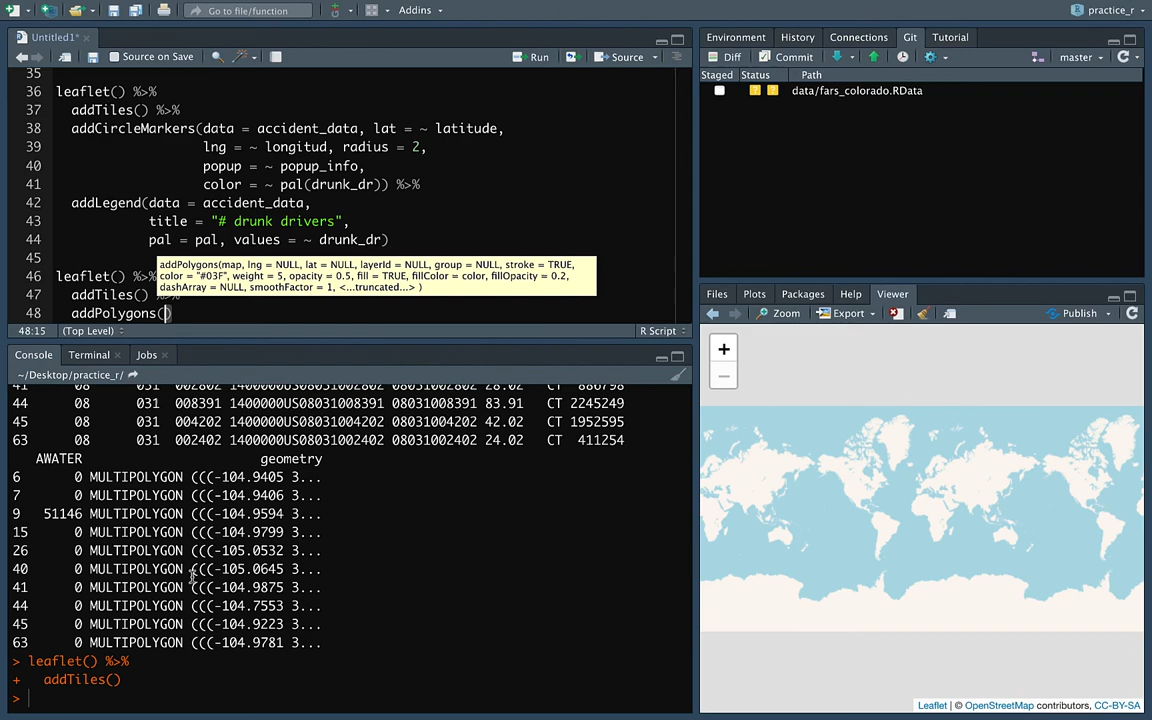 Go to file/function
Addins
practice_r
Untitled1*
Source on Save
Run
Source
35
36 leaflet() %>%
37 addTiles() %>%
38 addCircleMarkers(data = accident_data, lat = ~ latitude,
39 lng = ~ longitud, radius = 2,
40 popup = ~ popup_info,
41 color = ~ pal(drunk_dr)) %>%
42 addLegend(data = accident_data,
43 title = "# drunk drivers",
44 pal = pal, values = ~ drunk_dr)
45
46 leaflet() %>%
47 addTiles() %>%
48 addPolygons()
addPolygons(map, lng = NULL, lat = NULL, layerId = NULL, group = NULL, stroke = TRUE,
color = "#03F", weight = 5, opacity = 0.5, fill = TRUE, fillColor = color, fillOpacity = 0.2,
dashArray = NULL, smoothFactor = 1, <...truncated...> )
48:15 (Top Level) R Script
Console Terminal Jobs
~/Desktop/practice_r/
41 08 031 002802 1400000US08031002802 08031002802 28.02 CT 886798
44 08 031 008391 1400000US08031008391 08031008391 83.91 CT 2245249
45 08 031 004202 1400000US08031004202 08031004202 42.02 CT 1952595
63 08 031 002402 1400000US08031002402 08031002402 24.02 CT 411254
AWATER geometry
6 0 MULTIPOLYGON (((-104.9405 3...
7 0 MULTIPOLYGON (((-104.9406 3...
9 51146 MULTIPOLYGON (((-104.9594 3...
15 0 MULTIPOLYGON (((-104.9799 3...
26 0 MULTIPOLYGON (((-105.0532 3...
40 0 MULTIPOLYGON (((-105.0645 3...
41 0 MULTIPOLYGON (((-104.9875 3...
44 0 MULTIPOLYGON (((-104.7553 3...
45 0 MULTIPOLYGON (((-104.9223 3...
63 0 MULTIPOLYGON (((-104.9781 3...
> leaflet() %>%
+ addTiles()
>
Environment History Connections Git Tutorial
Diff Commit master
Staged Status Path
? ? data/fars_colorado.RData
Files Plots Packages Help Viewer
Zoom Export Publish
+
−
Leaflet | © OpenStreetMap contributors, CC-BY-SA